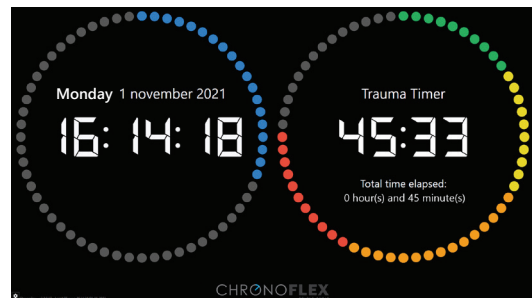 Monday 1 november 2021
16:14:18
Trauma Timer
45:33
Total time elapsed:
0 hour(s) and 45 minute(s)
CHRONOFLEX